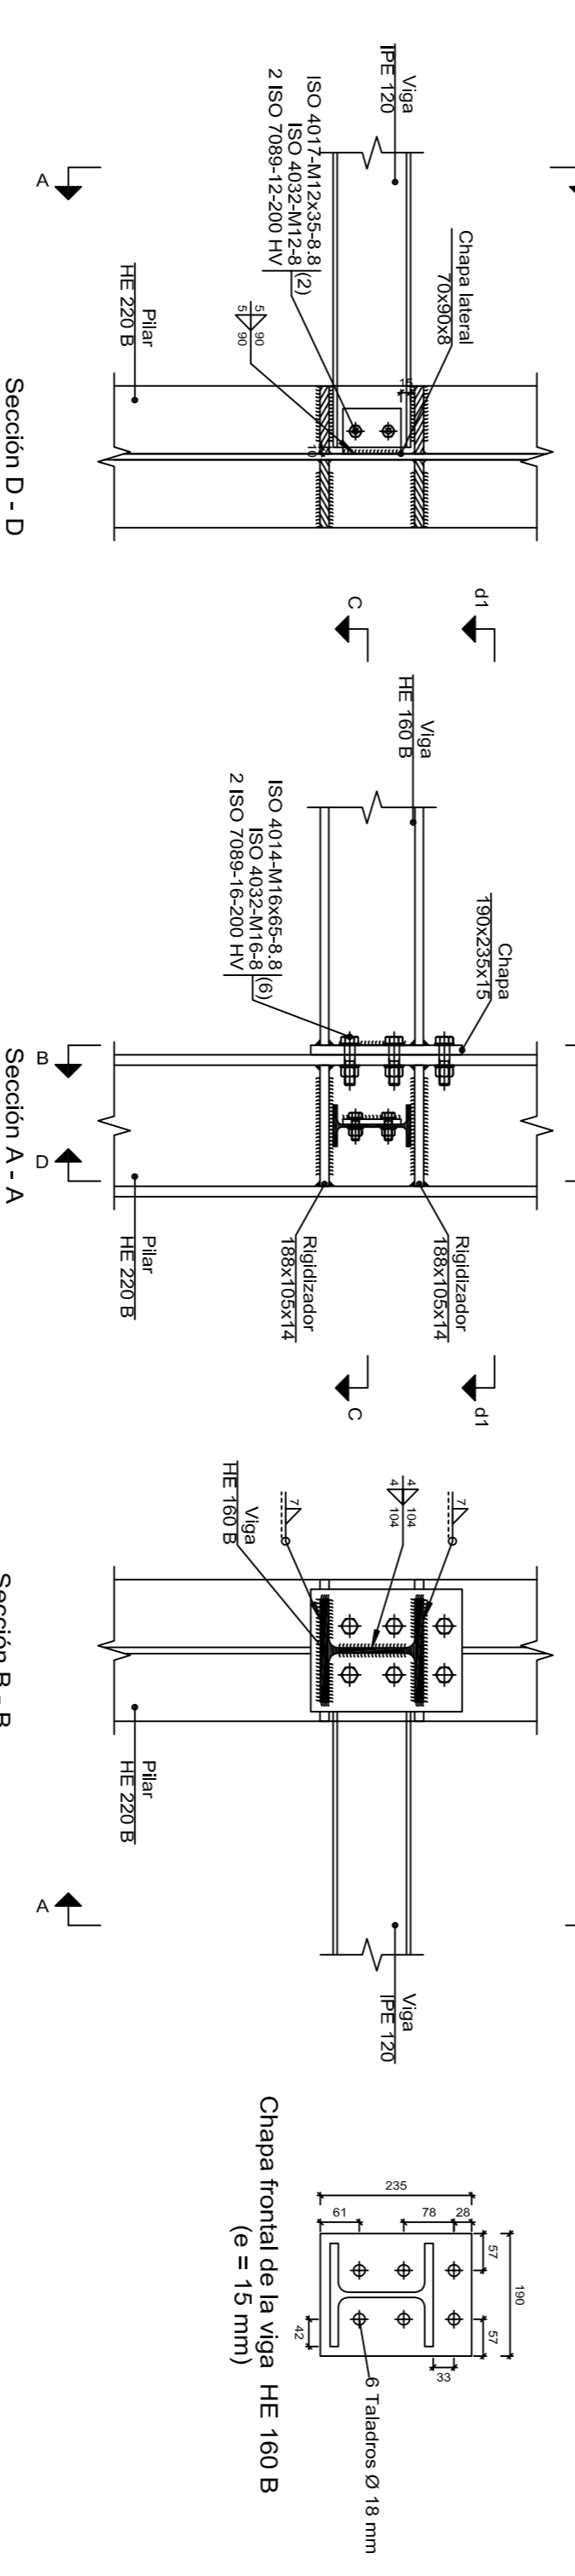 Viga
IPE 120
ISO 4017-M12x35-8.8
ISO 4032-M12-8
2 ISO 7089-12-200 HV
(2)
Chapa lateral
70x90x8
A
Pilar
HE 220 B
5
5
90
90
15
10
Sección D - D
C
d1
Viga
HE 160 B
ISO 4014-M16x65-8.8
ISO 4032-M16-8
2 ISO 7089-16-200 HV
(6)
Chapa
190x235x15
B
D
Pilar
HE 220 B
Rigidizador
188x105x14
Rigidizador
188x105x14
Sección A - A
C
d1
Viga
HE 160 B
7
4
4
104
104
7
Pilar
HE 220 B
A
Viga
IPE 120
Sección B - B
235
61
78
28
57
190
57
42
33
6 Taladros Ø 18 mm
Chapa frontal de la viga HE 160 B
(e = 15 mm)